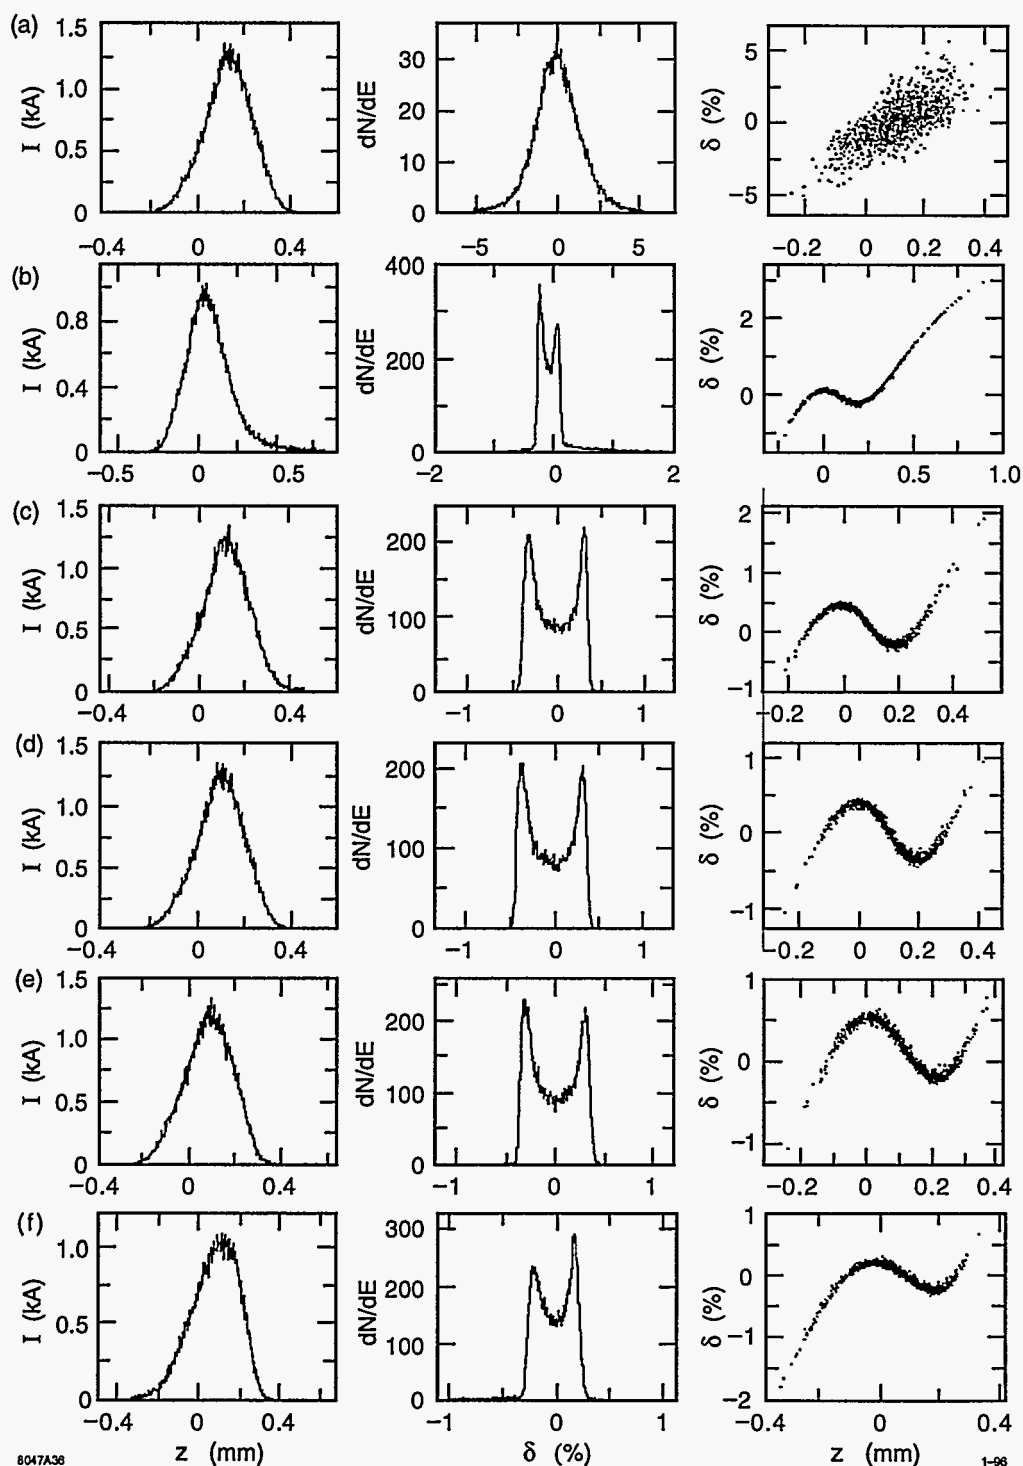 (a)
1.5
1.0
0.5
0
I (kA)
−0.4 0 0.4
30
20
10
0
dN/dE
−5 0 5
5
0
−5
δ (%)
−0.2 0 0.2 0.4
(b)
0.8
0.4
0
I (kA)
−0.5 0 0.5
400
200
0
dN/dE
−2 0 2
2
0
δ (%)
0 0.5 1.0
(c)
1.5
1.0
0.5
0
I (kA)
−0.4 0 0.4
200
100
0
dN/dE
−1 0 1
2
1
0
−1
δ (%)
−0.2 0 0.2 0.4
(d)
1.5
1.0
0.5
0
I (kA)
−0.4 0 0.4
200
100
0
dN/dE
−1 0 1
1
0
−1
δ (%)
−0.2 0 0.2 0.4
(e)
1.5
1.0
0.5
0
I (kA)
−0.4 0 0.4
200
100
0
dN/dE
−1 0 1
1
0
−1
δ (%)
−0.2 0 0.2 0.4
(f)
1.0
0.5
0
I (kA)
−0.4 0 0.4
z (mm)
300
200
100
0
dN/dE
−1 0 1
δ (%)
1
0
−1
−2
δ (%)
−0.4 0 0.4
z (mm)
8047A36
1–96